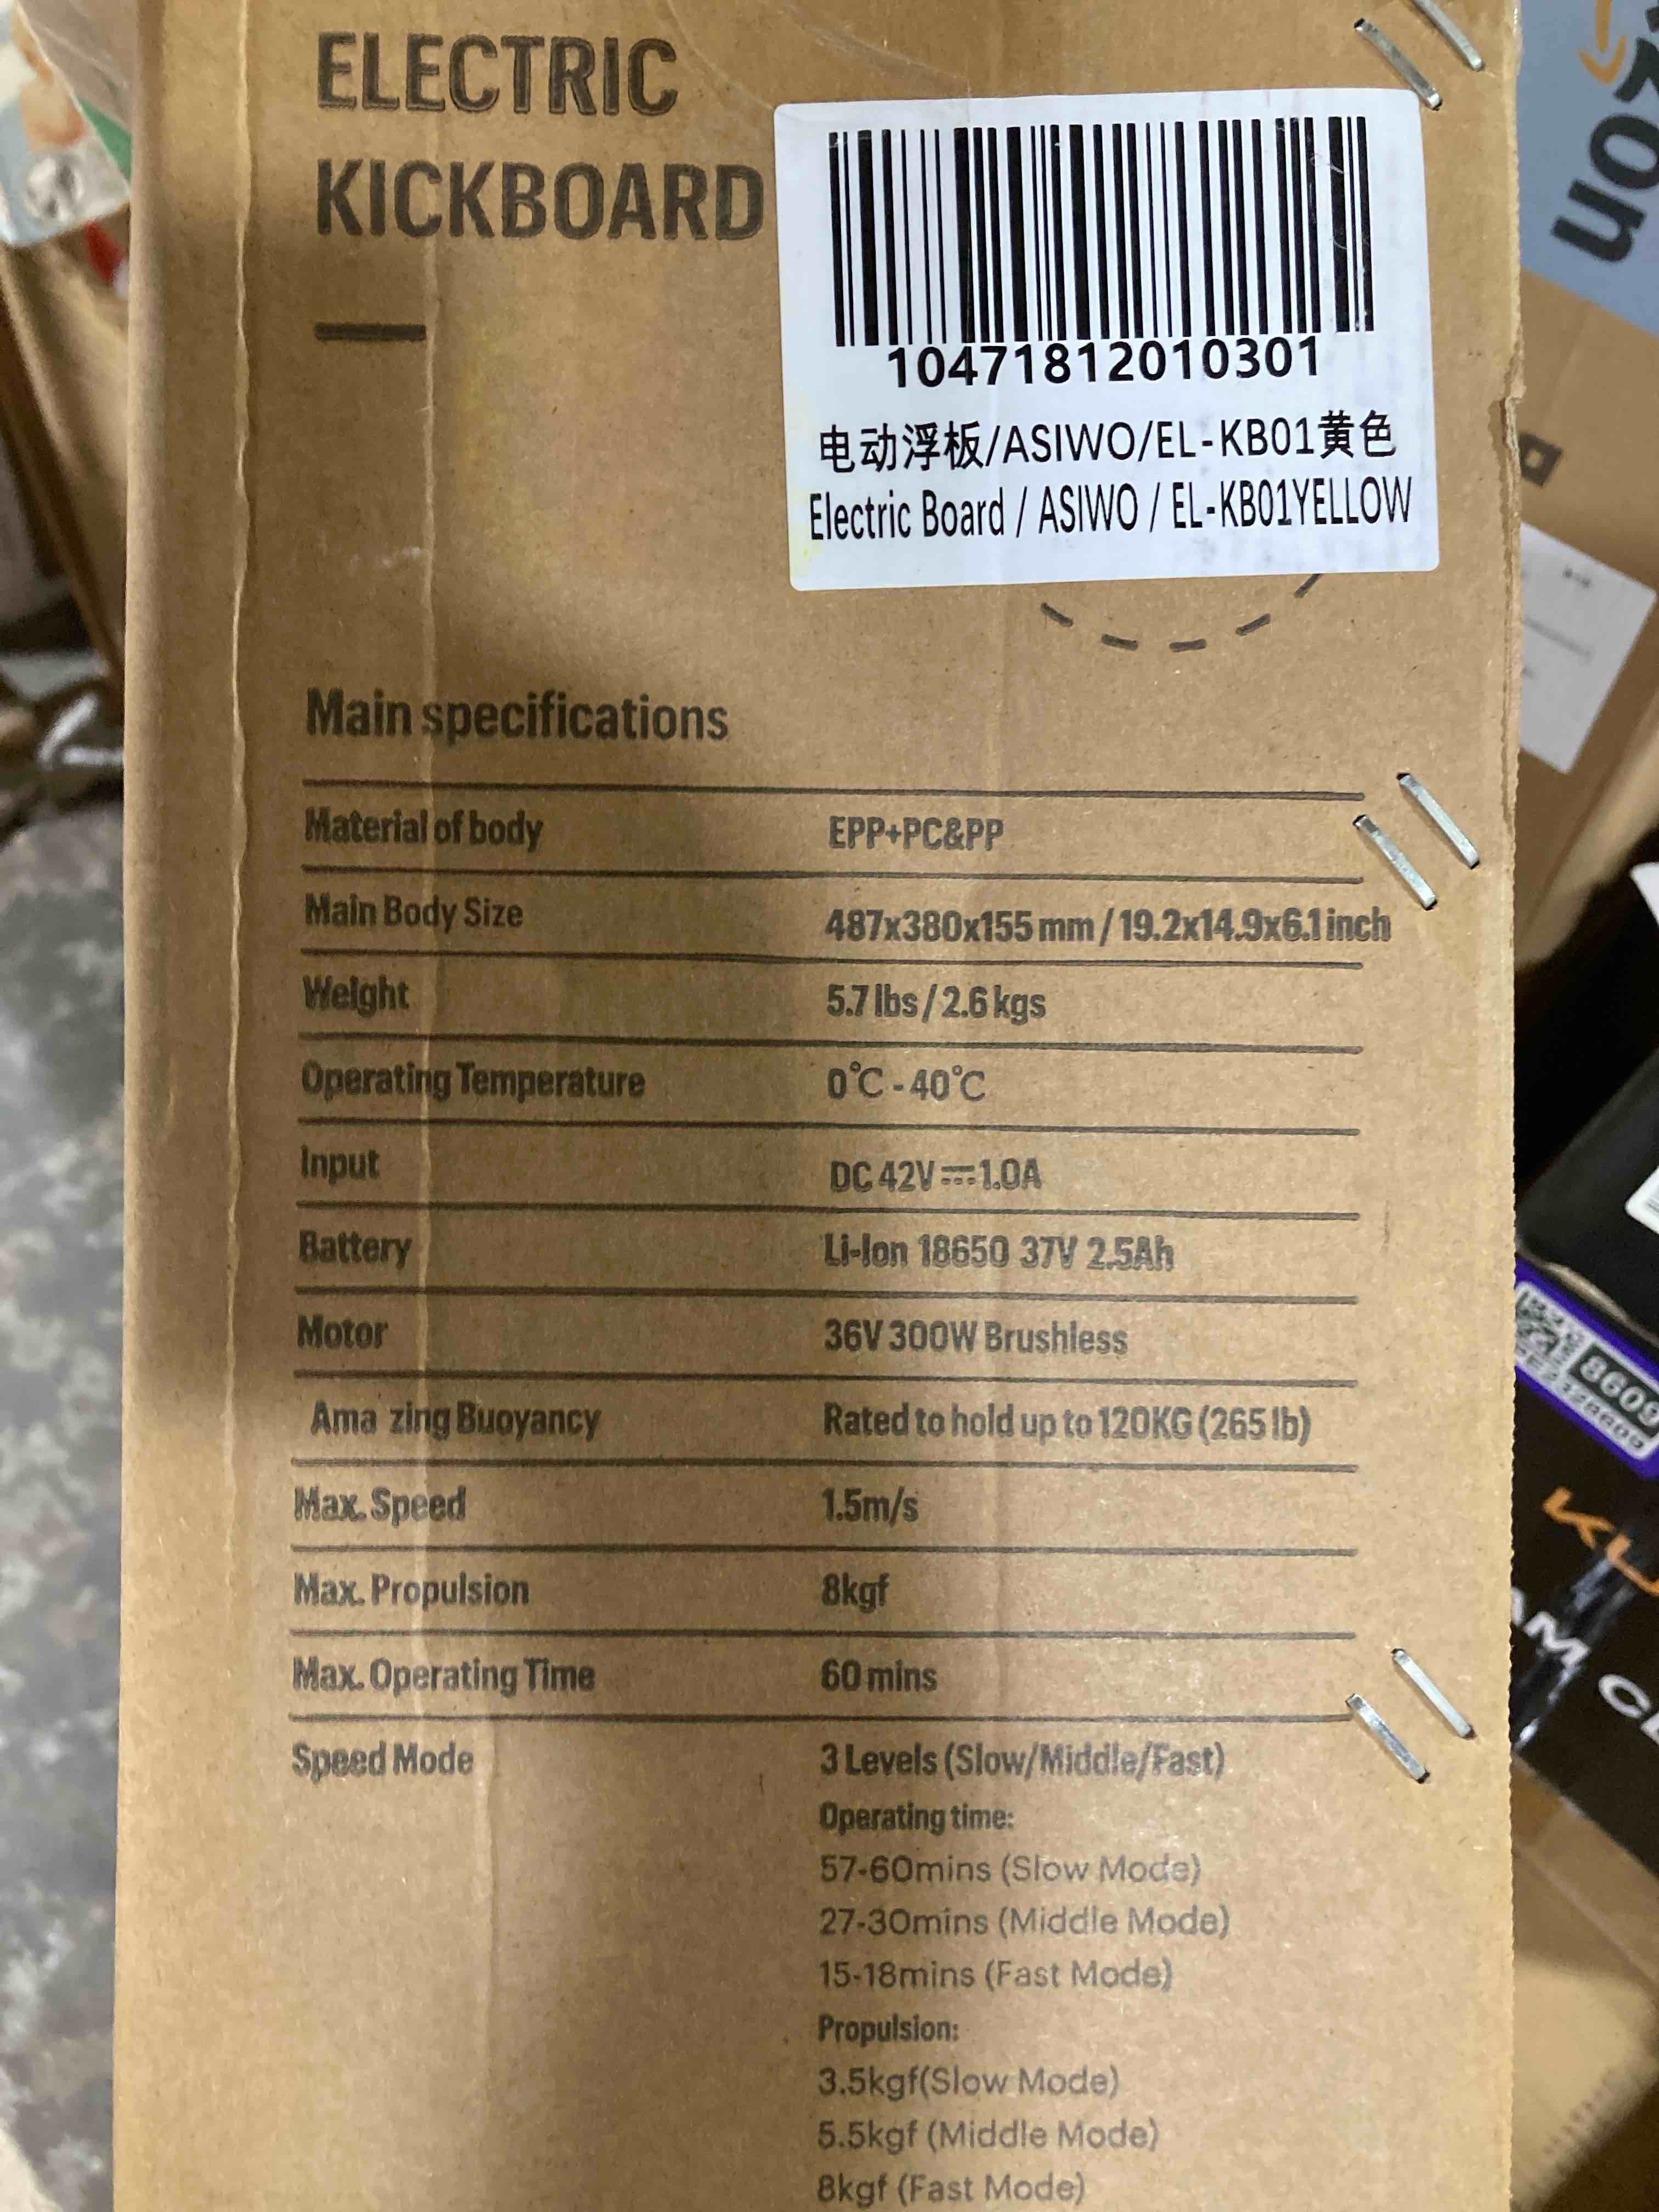 ELECTRIC
KICKBOARD
10471812010301
电动浮板/ASIWO/EL-KB01黄色
Electric Board / ASIWO / EL-KB01YELLOW
Main specifications
Material of body EPP+PC&PP
Main Body Size 487x380x155 mm / 19.2x14.9x6.1 inch
Weight 5.7 lbs / 2.6 kgs
Operating Temperature 0℃ - 40℃
Input DC 42V⎓1.0A
Battery Li-Ion 18650 37V 2.5Ah
Motor 36V 300W Brushless
Ama zing Buoyancy Rated to hold up to 120KG (265 lb)
Max. Speed 1.5m/s
Max. Propulsion 8kgf
Max. Operating Time 60 mins
Speed Mode 3 Levels (Slow/Middle/Fast)
Operating time:
57-60mins (Slow Mode)
27-30mins (Middle Mode)
15-18mins (Fast Mode)
Propulsion:
3.5kgf(Slow Mode)
5.5kgf (Middle Mode)
8kgf (Fast Mode)
zon
8609